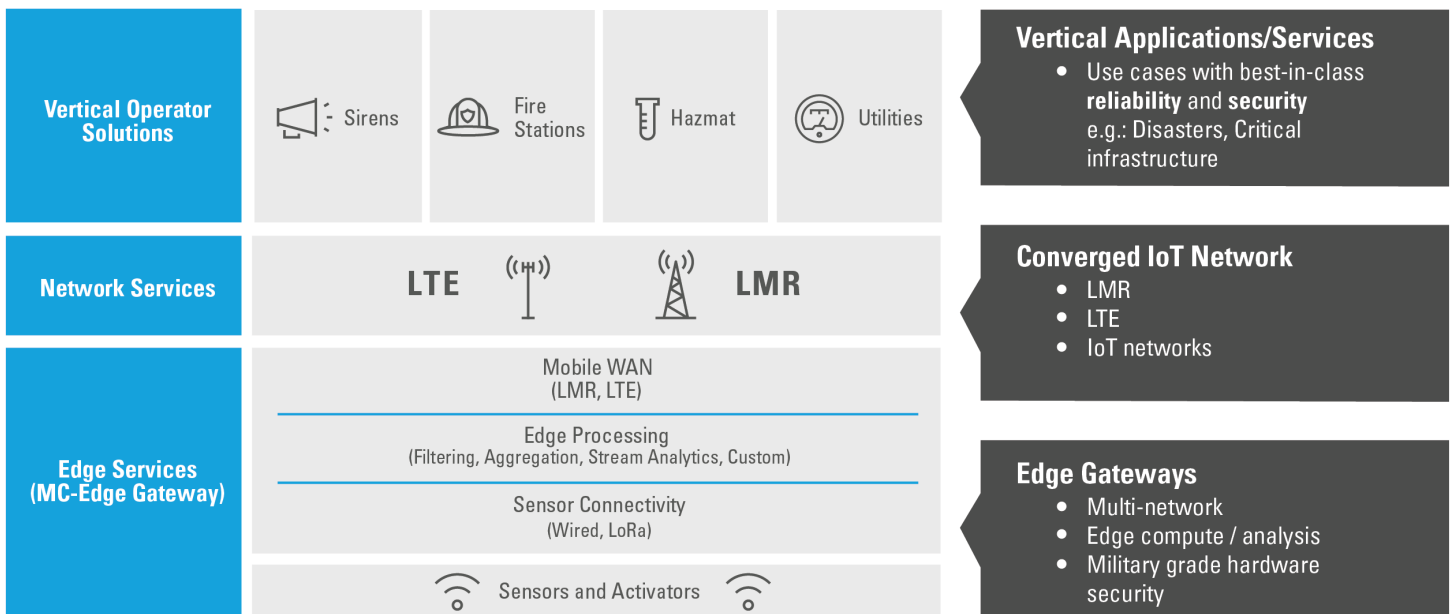 Vertical Operator
Solutions
Sirens
Fire
Stations
Hazmat
Utilities
Vertical Applications/Services
• Use cases with best-in-class
reliability and security
e.g.: Disasters, Critical
infrastructure
Network Services
LTE
LMR
Converged IoT Network
• LMR
• LTE
• IoT networks
Edge Services
(MC-Edge Gateway)
Mobile WAN
(LMR, LTE)
Edge Processing
(Filtering, Aggregation, Stream Analytics, Custom)
Sensor Connectivity
(Wired, LoRa)
Sensors and Activators
Edge Gateways
• Multi-network
• Edge compute / analysis
• Military grade hardware
security